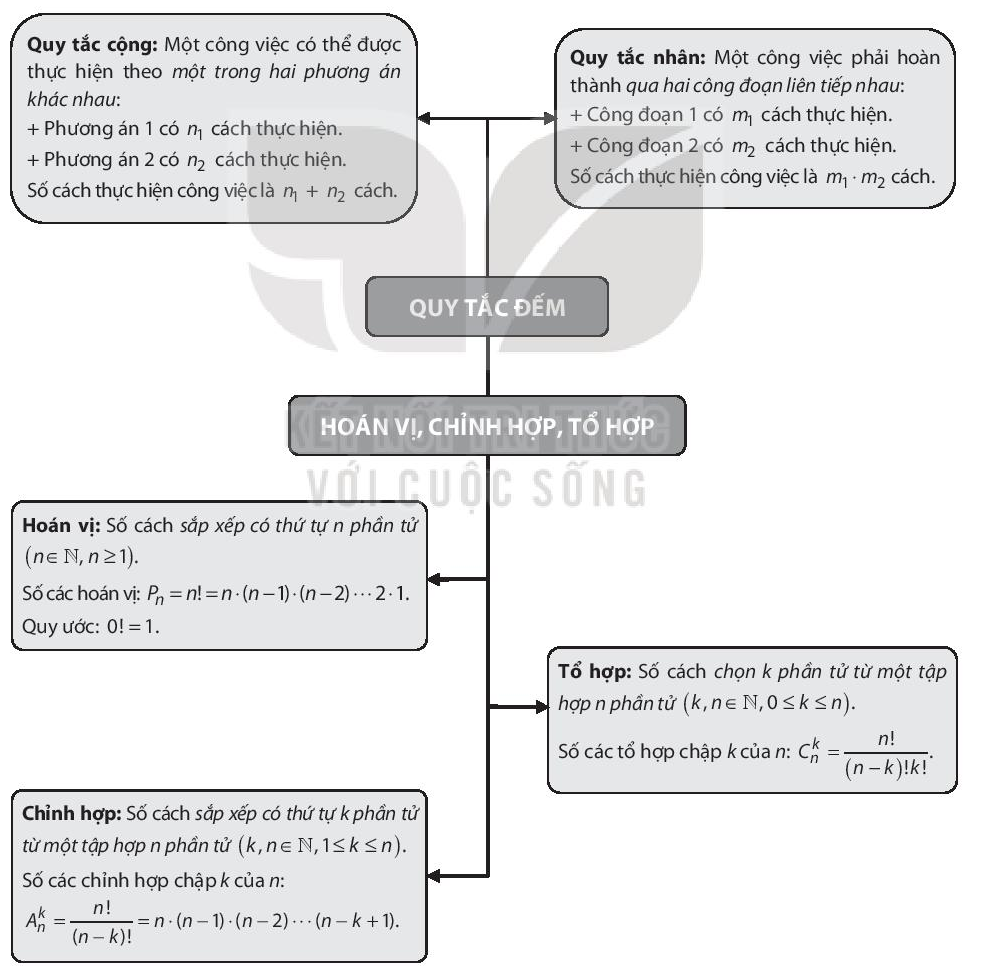 Quy tắc cộng: Một công việc có thể được
thực hiện theo một trong hai phương án
khác nhau:
+ Phương án 1 có n₁ cách thực hiện.
+ Phương án 2 có n₂ cách thực hiện.
Số cách thực hiện công việc là n₁ + n₂ cách.
Quy tắc nhân: Một công việc phải hoàn
thành qua hai công đoạn liên tiếp nhau:
+ Công đoạn 1 có m₁ cách thực hiện.
+ Công đoạn 2 có m₂ cách thực hiện.
Số cách thực hiện công việc là m₁ · m₂ cách.
QUY TẮC ĐẾM
HOÁN VỊ, CHỈNH HỢP, TỔ HỢP
KẾT NỐI TRI THỨC
VỚI CUỘC SỐNG
Hoán vị: Số cách sắp xếp có thứ tự n phần tử
(n ∈ ℕ, n ≥ 1).
Số các hoán vị: Pₙ = n! = n · (n − 1) · (n − 2) ⋯ 2 · 1.
Quy ước: 0! = 1.
Tổ hợp: Số cách chọn k phần tử từ một tập
hợp n phần tử (k, n ∈ ℕ, 0 ≤ k ≤ n).
Số các tổ hợp chập k của n: Cₙᵏ = n! / ((n − k)!k!).
Chỉnh hợp: Số cách sắp xếp có thứ tự k phần tử
từ một tập hợp n phần tử (k, n ∈ ℕ, 1 ≤ k ≤ n).
Số các chỉnh hợp chập k của n:
Aₙᵏ = n! / (n − k)! = n · (n − 1) · (n − 2) ⋯ (n − k + 1).